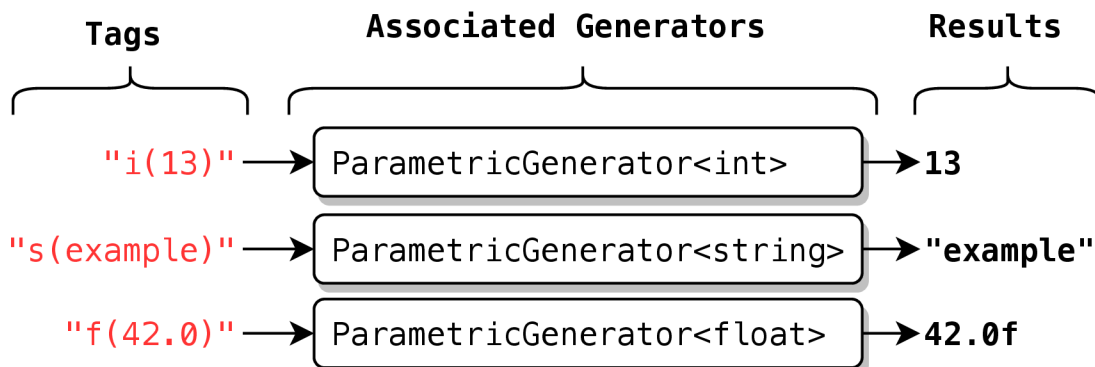 Tags Associated Generators Results
"i(13)" ParametricGenerator<int> 13
"s(example)" ParametricGenerator<string> "example"
"f(42.0)" ParametricGenerator<float> 42.0f